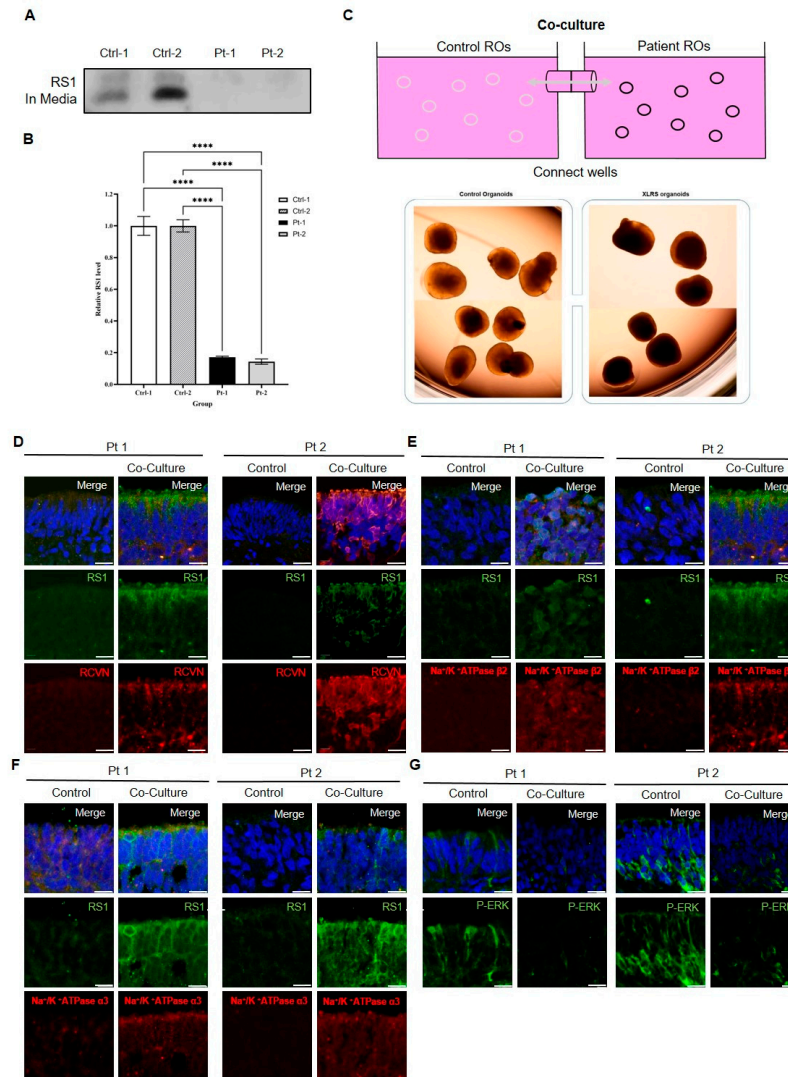 A
Ctrl-1 Ctrl-2 Pt-1 Pt-2
RS1
In Media
B
****
****
****
****
Ctrl-1
Ctrl-2
Pt-1
Pt-2
Relative RS1 level
1.2
1.0
0.8
0.6
0.4
0.2
0.0
Ctrl-1 Ctrl-2 Pt-1 Pt-2
Group
C
Co-culture
Control ROs Patient ROs
Connect wells
Control Organoids XLRS organoids
D
Pt 1 Pt 2
Co-Culture Control Co-Culture
Merge Merge Merge Merge
RS1 RS1 RS1 RS1
RCVN RCVN RCVN RCVN
E
Pt 1 Pt 2
Control Co-Culture Control Co-Culture
Merge Merge Merge Merge
RS1 RS1 RS1 RS1
Na⁺/K⁺ATPase β2 Na⁺/K⁺ATPase β2 Na⁺/K⁺ATPase β2 Na⁺/K⁺ATPase β2
F
Pt 1 Pt 2
Control Co-Culture Control Co-Culture
Merge Merge Merge Merge
RS1 RS1 RS1 RS1
Na⁺/K⁺ATPase α3 Na⁺/K⁺ATPase α3 Na⁺/K⁺ATPase α3 Na⁺/K⁺ATPase α3
G
Pt 1 Pt 2
Control Co-Culture Control Co-Culture
Merge Merge Merge Merge
P-ERK P-ERK P-ERK P-ERK